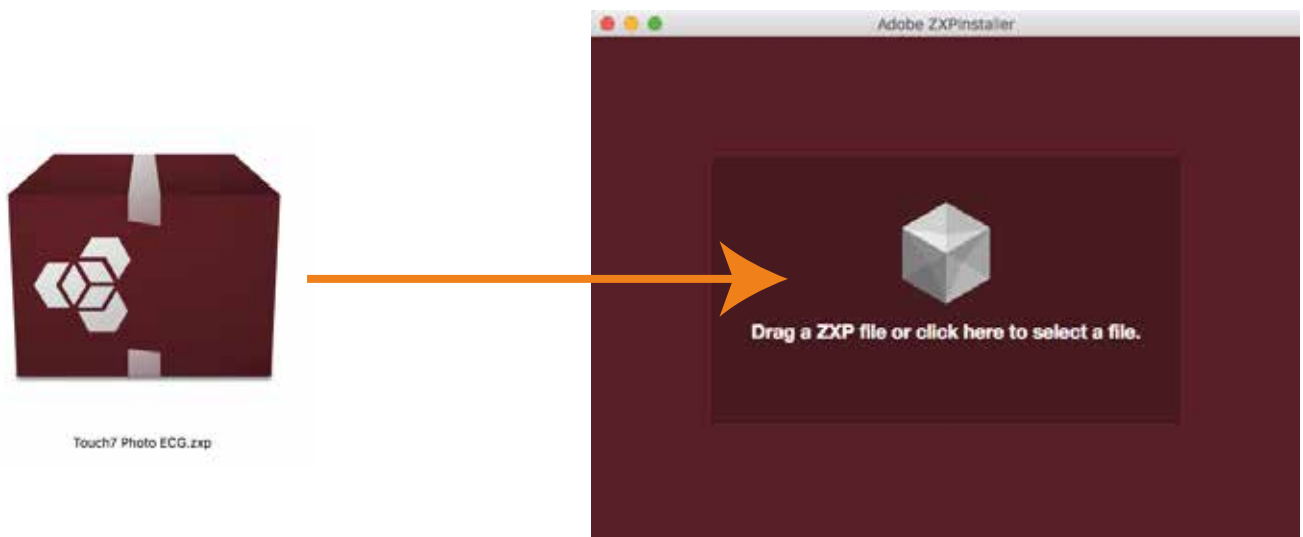 Adobe ZXPInstaller
Drag a ZXP file or click here to select a file.
Touch7 Photo ECG.zxp